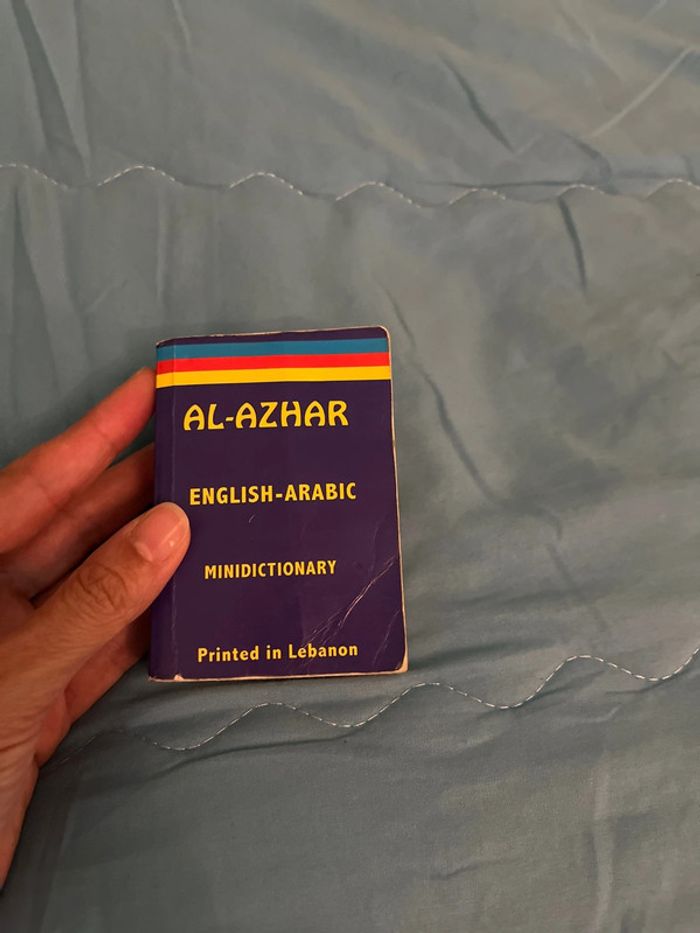 AL-AZHAR
ENGLISH-ARABIC
MINIDICTIONARY
Printed in Lebanon